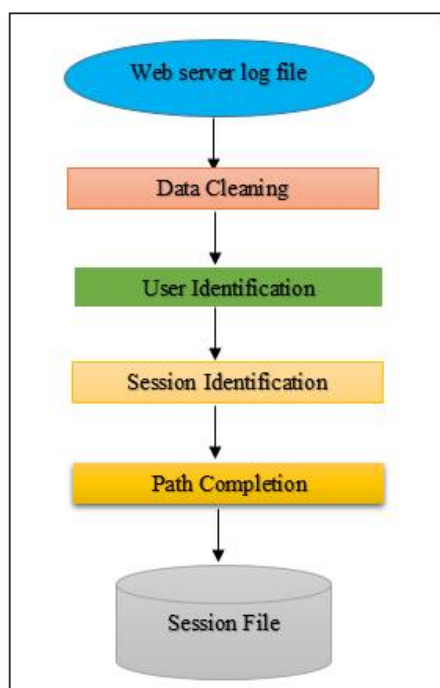 Web server log file
Data Cleaning
User Identification
Session Identification
Path Completion
Session File